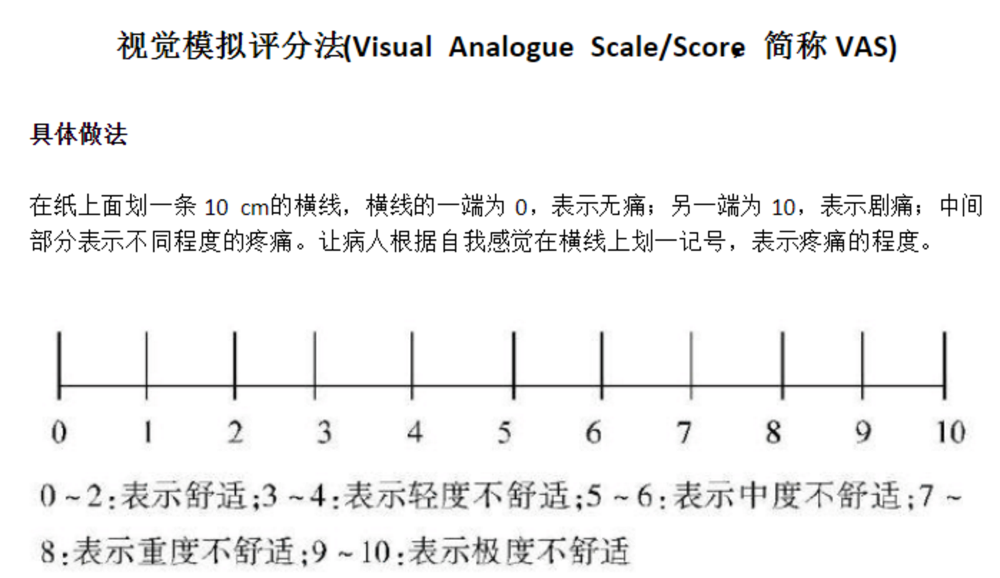 视觉模拟评分法(Visual Analogue Scale/Score, 简称 VAS)
具体做法
在纸上面划一条 10 cm的横线，横线的一端为 0，表示无痛；另一端为 10，表示剧痛；中间
部分表示不同程度的疼痛。让病人根据自我感觉在横线上划一记号，表示疼痛的程度。
0 1 2 3 4 5 6 7 8 9 10
0～2:表示舒适;3～4:表示轻度不舒适;5～6:表示中度不舒适;7～
8:表示重度不舒适;9～10:表示极度不舒适